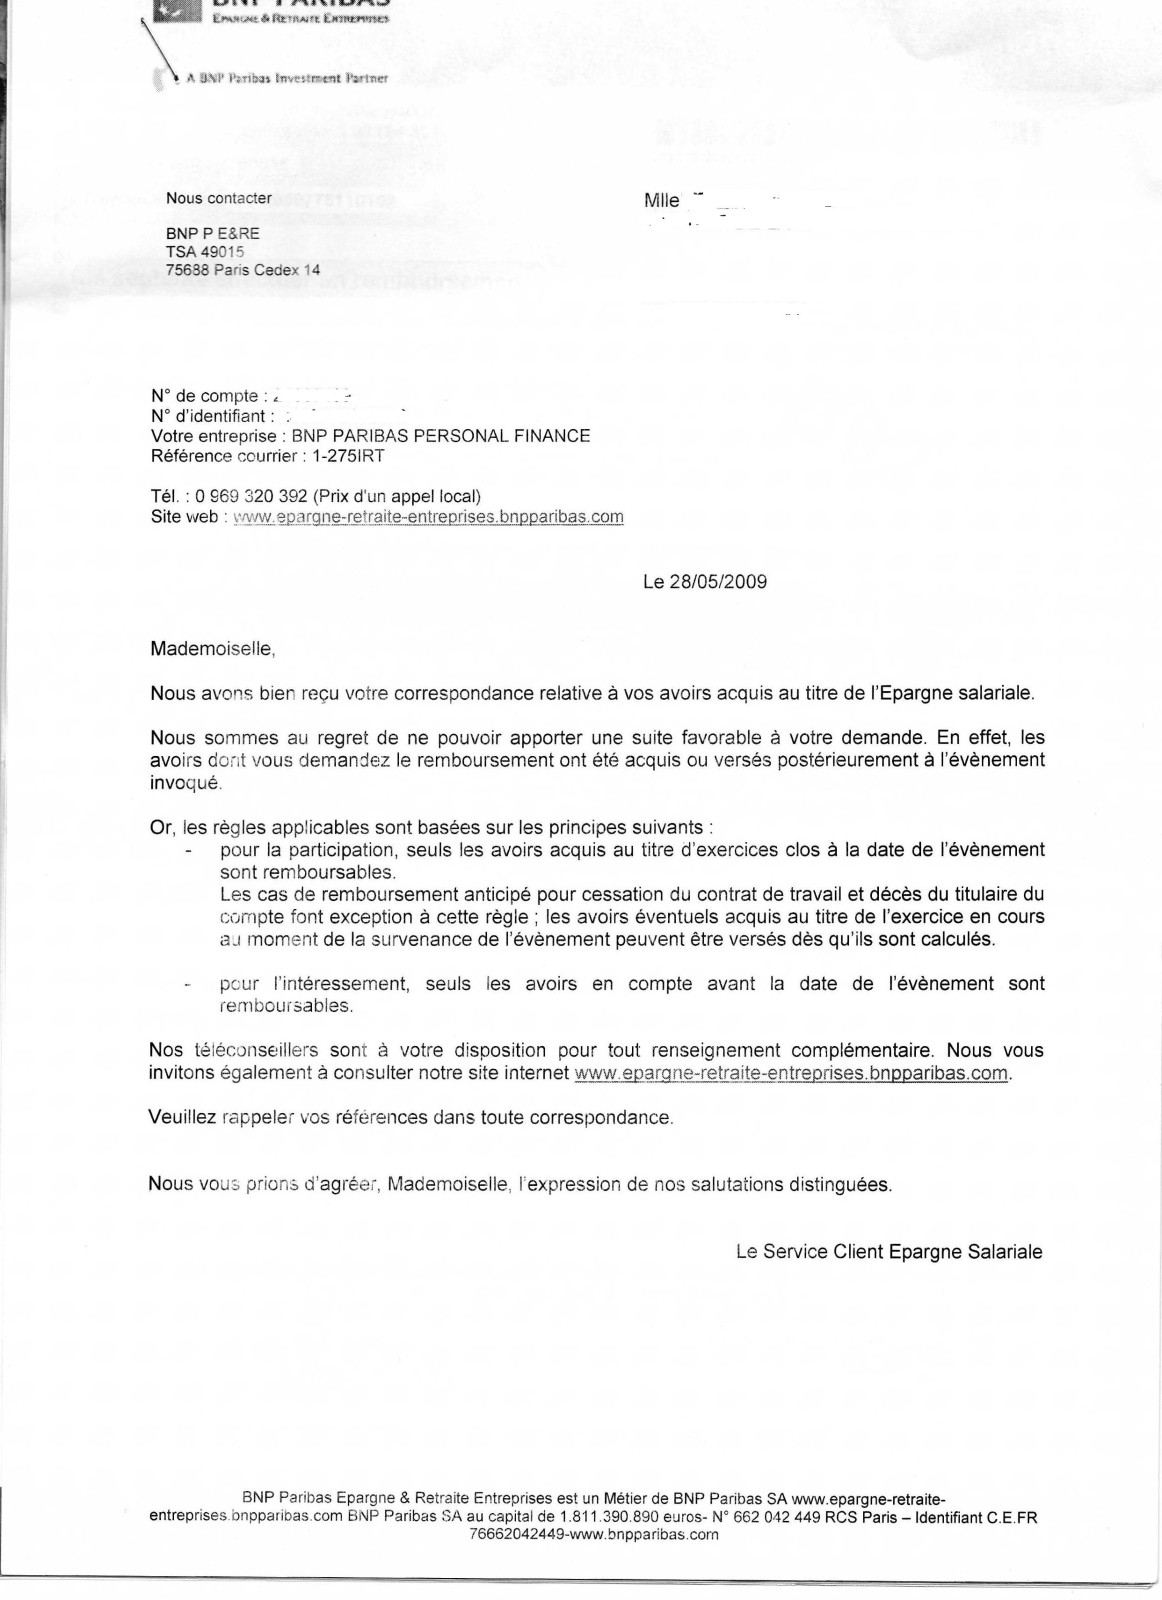 BNP PARIBAS
EPARGNE & RETRAITE ENTREPRISES
A BNP Paribas Investment Partner
Nous contacter
BNP P E&RE
TSA 49015
75688 Paris Cedex 14
Mlle
N° de compte :
N° d'identifiant :
Votre entreprise : BNP PARIBAS PERSONAL FINANCE
Référence courrier : 1-275IRT
Tél. : 0 969 320 392 (Prix d'un appel local)
Site web : www.epargne-retraite-entreprises.bnpparibas.com
Le 28/05/2009
Mademoiselle,
Nous avons bien reçu votre correspondance relative à vos avoirs acquis au titre de l'Epargne salariale.
Nous sommes au regret de ne pouvoir apporter une suite favorable à votre demande. En effet, les
avoirs dont vous demandez le remboursement ont été acquis ou versés postérieurement à l'évènement
invoqué.
Or, les règles applicables sont basées sur les principes suivants :
- pour la participation, seuls les avoirs acquis au titre d'exercices clos à la date de l'évènement
sont remboursables.
Les cas de remboursement anticipé pour cessation du contrat de travail et décès du titulaire du
compte font exception à cette règle ; les avoirs éventuels acquis au titre de l'exercice en cours
au moment de la survenance de l'évènement peuvent être versés dès qu'ils sont calculés.
- pour l'intéressement, seuls les avoirs en compte avant la date de l'évènement sont
remboursables.
Nos téléconseillers sont à votre disposition pour tout renseignement complémentaire. Nous vous
invitons également à consulter notre site internet www.epargne-retraite-entreprises.bnpparibas.com.
Veuillez rappeler vos références dans toute correspondance.
Nous vous prions d'agréer, Mademoiselle, l'expression de nos salutations distinguées.
Le Service Client Epargne Salariale
BNP Paribas Epargne & Retraite Entreprises est un Métier de BNP Paribas SA www.epargne-retraite-
entreprises.bnpparibas.com BNP Paribas SA au capital de 1.811.390.890 euros- N° 662 042 449 RCS Paris – Identifiant C.E.FR
76662042449-www.bnpparibas.com